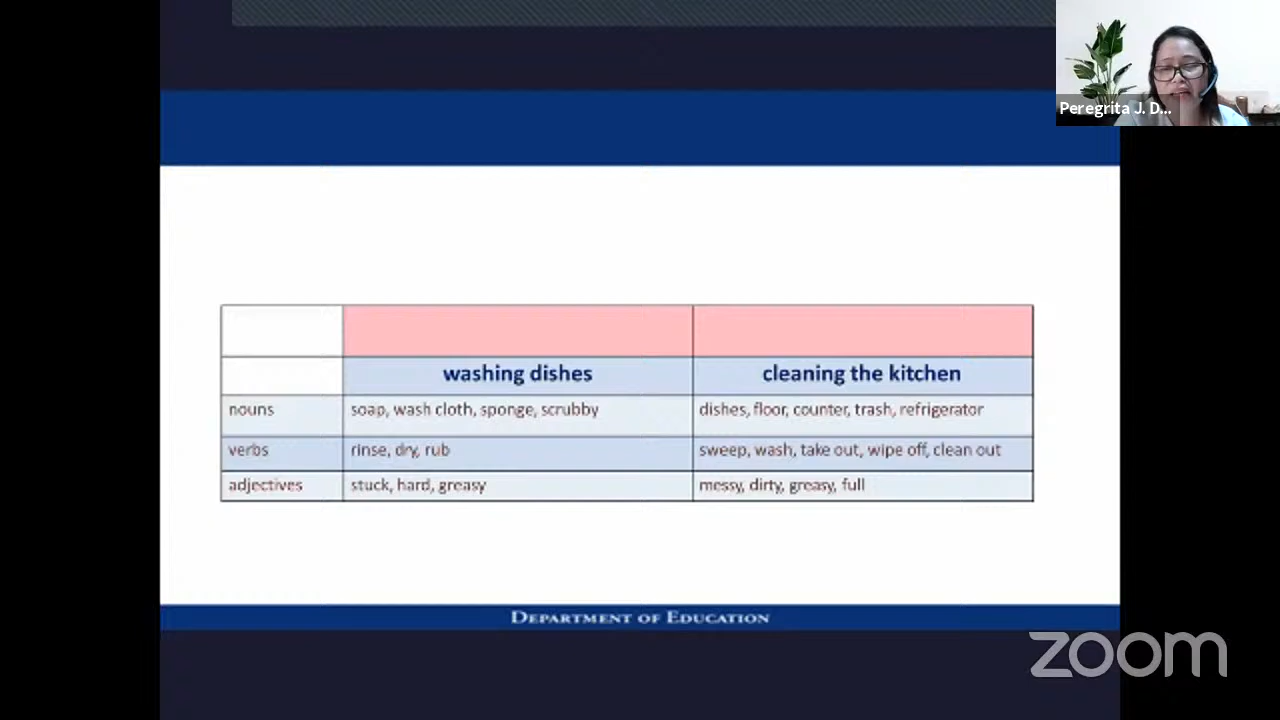 Peregrita J. D...
washing dishes cleaning the kitchen
nouns soap, wash cloth, sponge, scrubby dishes, floor, counter, trash, refrigerator
verbs rinse, dry, rub sweep, wash, take out, wipe off, clean out
adjectives stuck, hard, greasy messy, dirty, greasy, full
DEPARTMENT OF EDUCATION
zoom